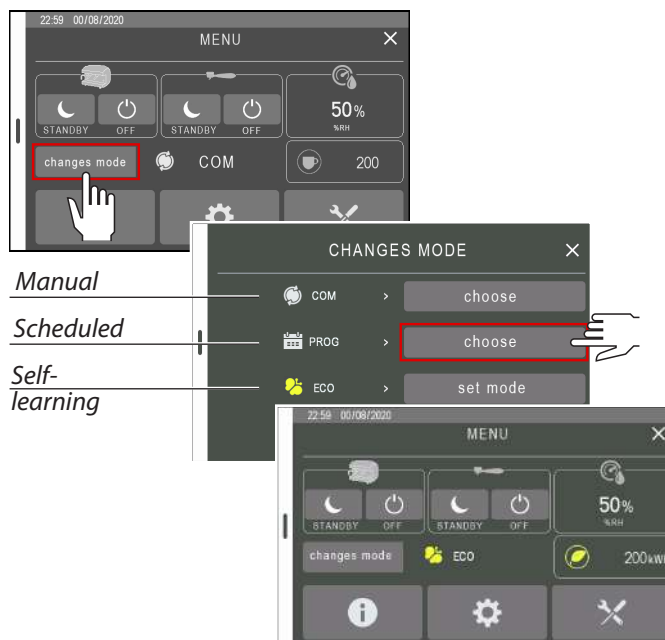 22:59 00/08/2020
MENU
STANDBY OFF STANDBY OFF
50%
%RH
changes mode COM 200
CHANGES MODE
Manual
COM > choose
Scheduled
PROG > choose
Self-
learning
ECO > set mode
22:59 00/08/2020
MENU
STANDBY OFF STANDBY OFF
50%
%RH
changes mode ECO 200kWh